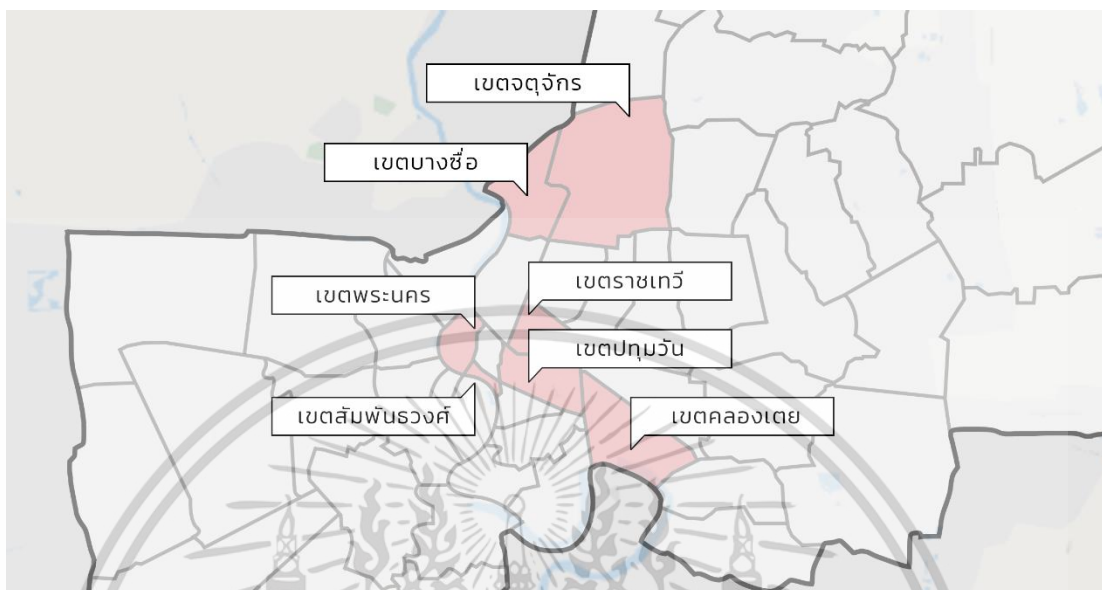 เขตจตุจักร
เขตบางซื่อ
เขตราชเทวี
เขตพระนคร
เขตปทุมวัน
เขตสัมพันธวงศ์
เขตคลองเตย